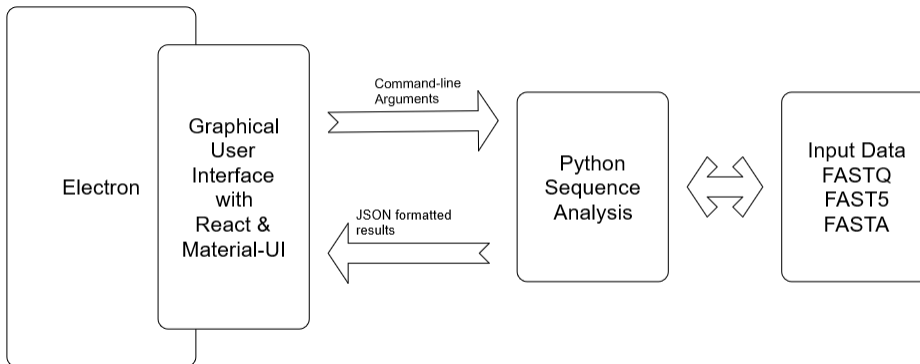 Electron
Graphical
User
Interface
with
React &
Material-UI
Command-line
Arguments
JSON formatted
results
Python
Sequence
Analysis
Input Data
FASTQ
FAST5
FASTA